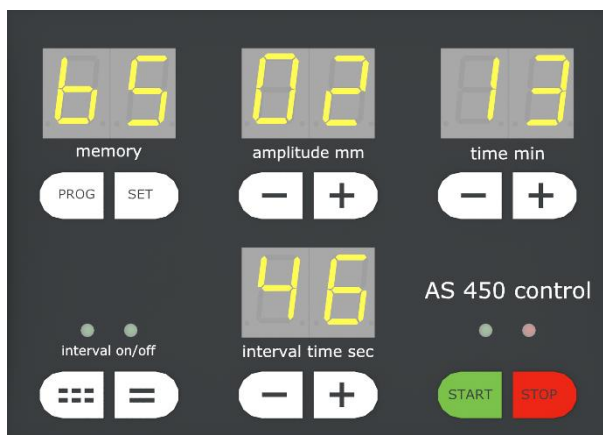 b5 02 13
memory amplitude mm time min
PROG SET − + − +
46
AS 450 control
interval on/off interval time sec
− + START STOP